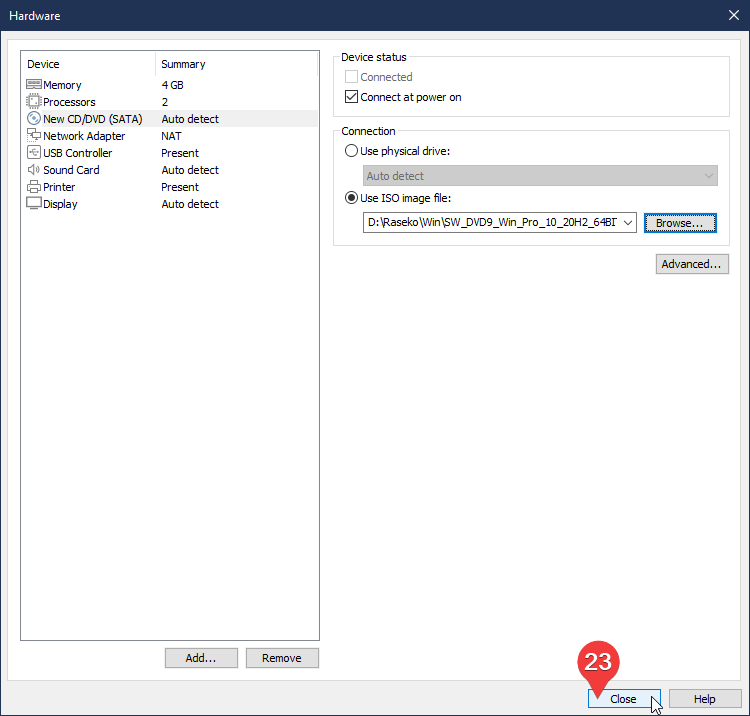 Hardware
Device Summary
Memory 4 GB
Processors 2
New CD/DVD (SATA) Auto detect
Network Adapter NAT
USB Controller Present
Sound Card Auto detect
Printer Present
Display Auto detect
Add... Remove
Device status
Connected
Connect at power on
Connection
Use physical drive:
Auto detect
Use ISO image file:
D:\Raseko\Win\SW_DVD9_Win_Pro_10_20H2_64BI Browse...
Advanced...
23
Close Help